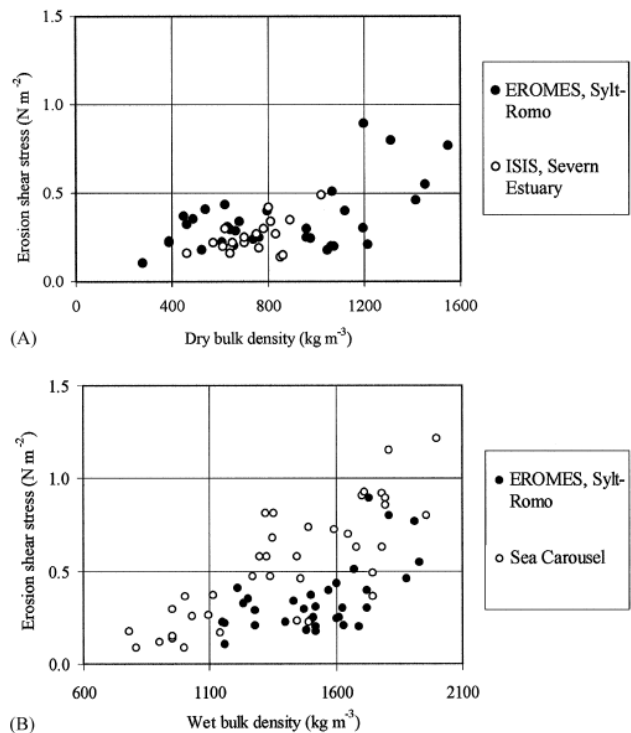 1.5
1.0
0.5
0.0
Erosion shear stress (N m⁻²)
0 400 800 1200 1600
Dry bulk density (kg m⁻³)
(A)
EROMES, Sylt-
Romo
ISIS, Severn
Estuary
1.5
1.0
0.5
0.0
Erosion shear stress (N m⁻²)
600 1100 1600 2100
Wet bulk density (kg m⁻³)
(B)
EROMES, Sylt-
Romo
Sea Carousel